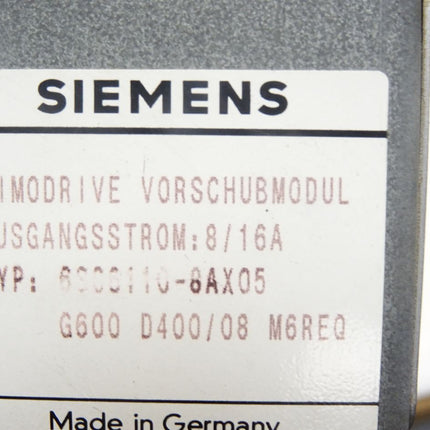 SIEMENS
IMODRIVE VORSCHUBMODUL
USGANGSSTROM:8/16A
YP:
G600 D400/08 M6REQ
Made in Germany